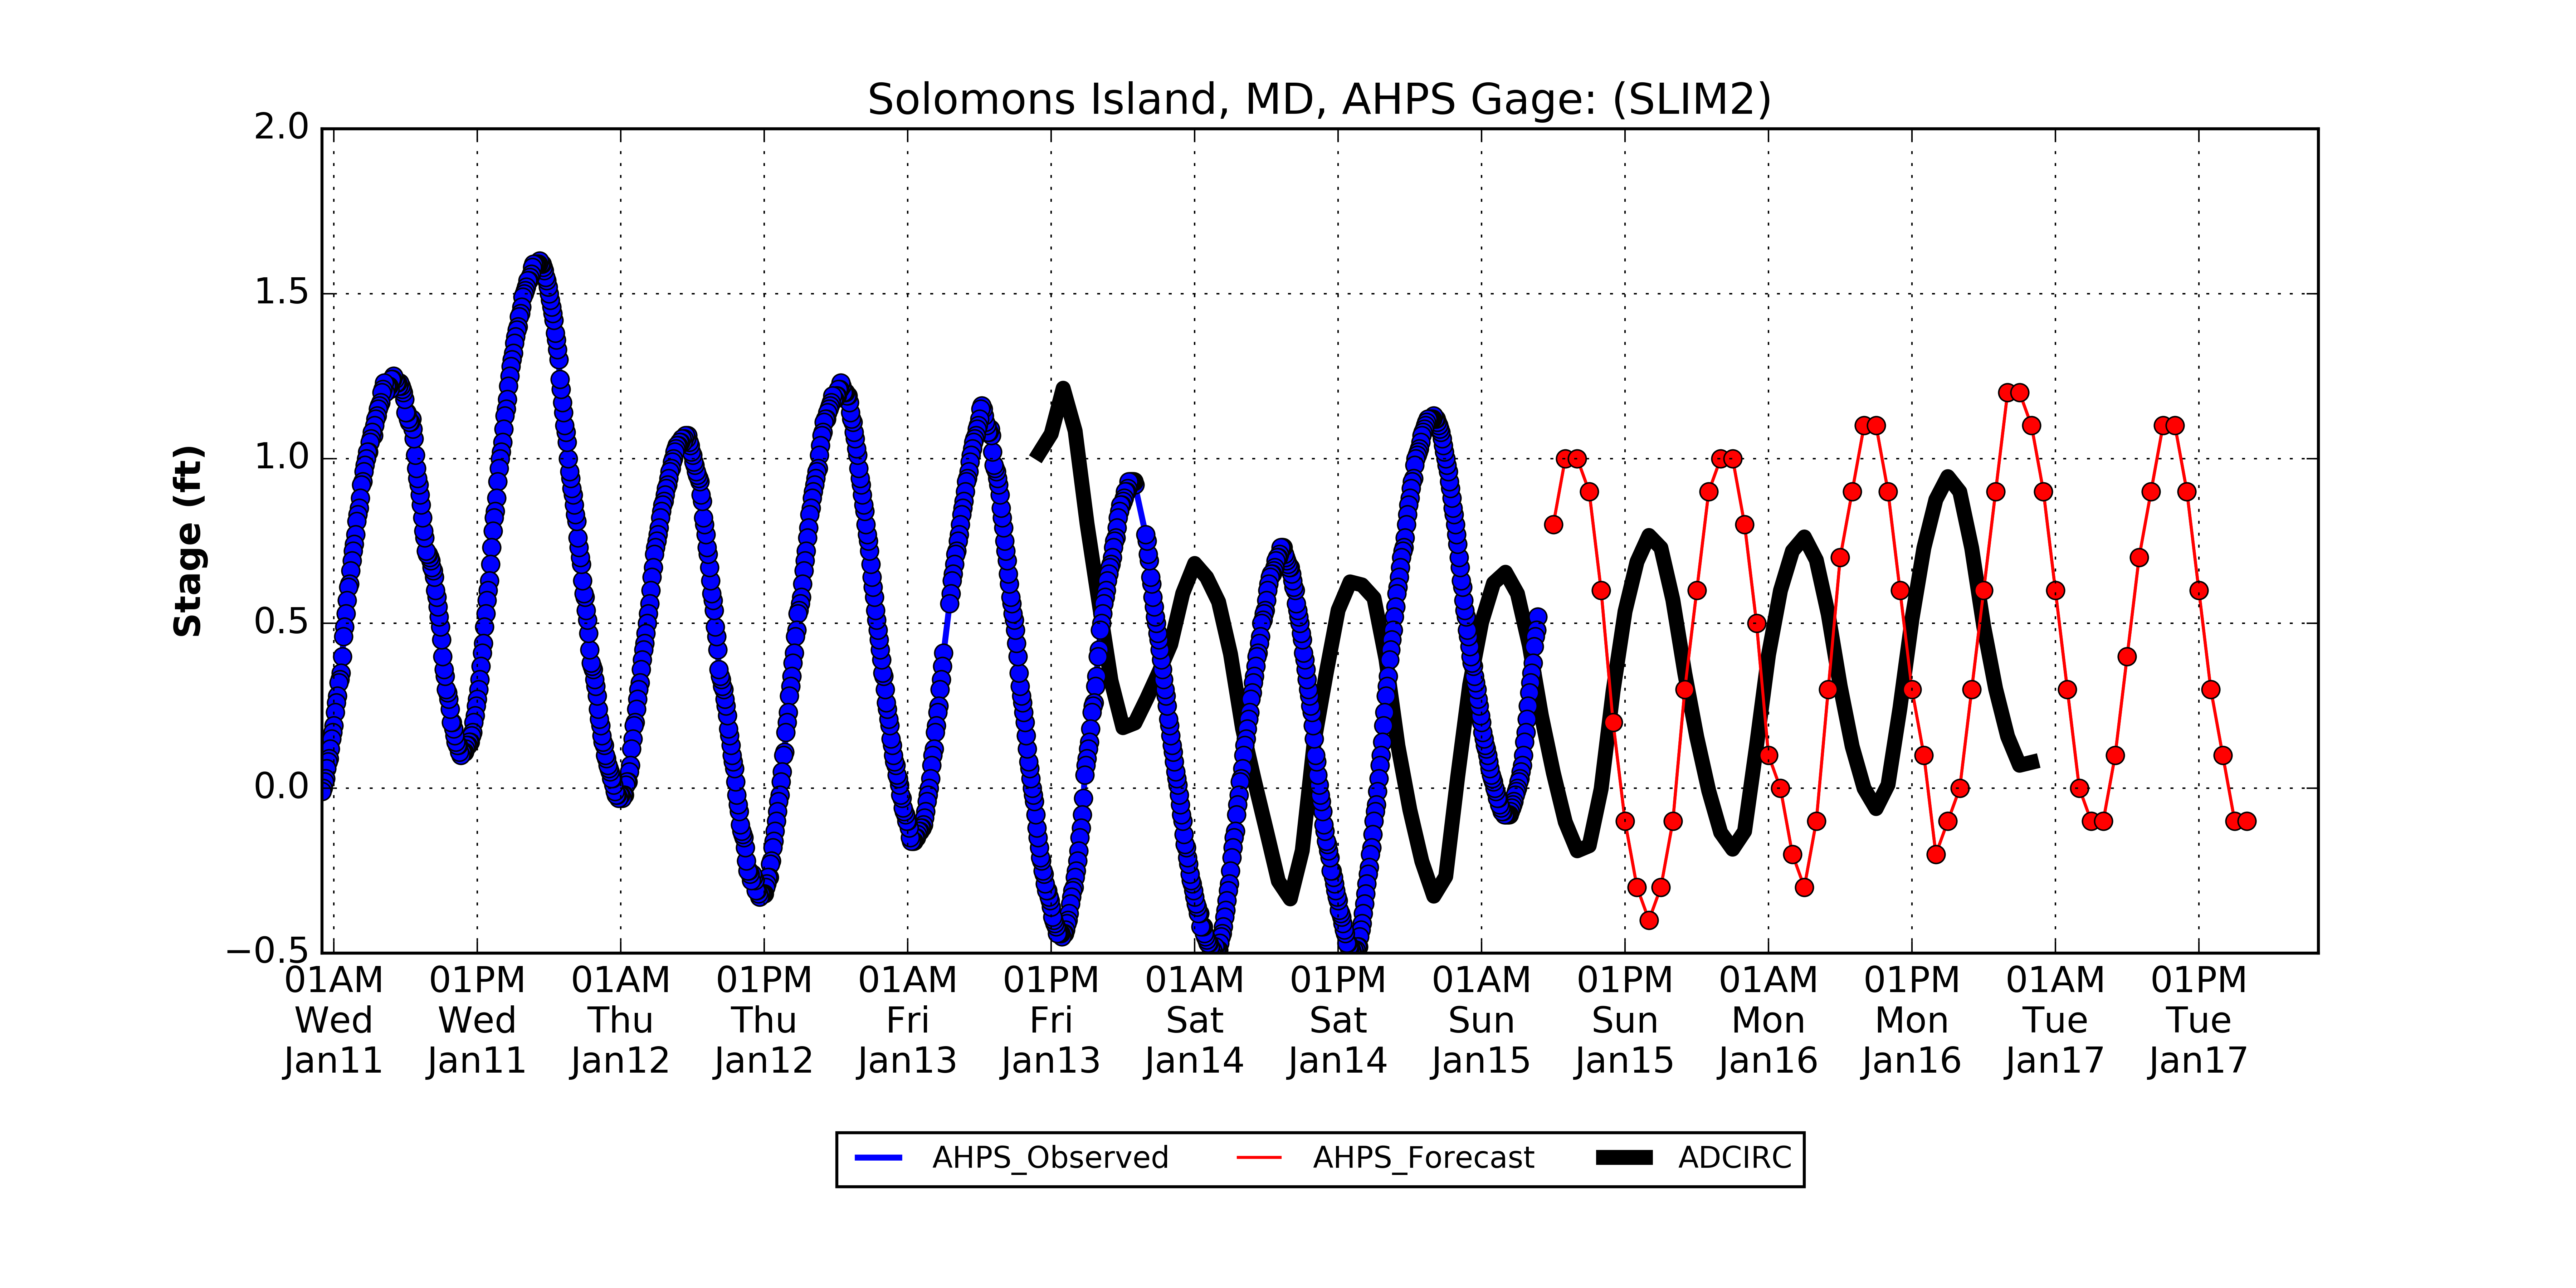 Solomons Island, MD, AHPS Gage: (SLIM2)
Stage (ft)
2.0
1.5
1.0
0.5
0.0
−0.5
01AM 01PM 01AM 01PM 01AM 01PM 01AM 01PM 01AM 01PM 01AM 01PM 01AM 01PM
Wed Wed Thu Thu Fri Fri Sat Sat Sun Sun Mon Mon Tue Tue
Jan11 Jan11 Jan12 Jan12 Jan13 Jan13 Jan14 Jan14 Jan15 Jan15 Jan16 Jan16 Jan17 Jan17
AHPS_Observed AHPS_Forecast ADCIRC